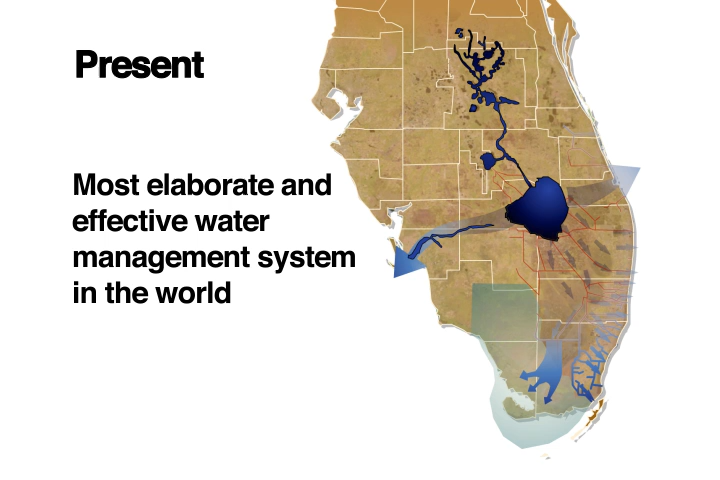 Present
Most elaborate and
effective water
management system
in the world